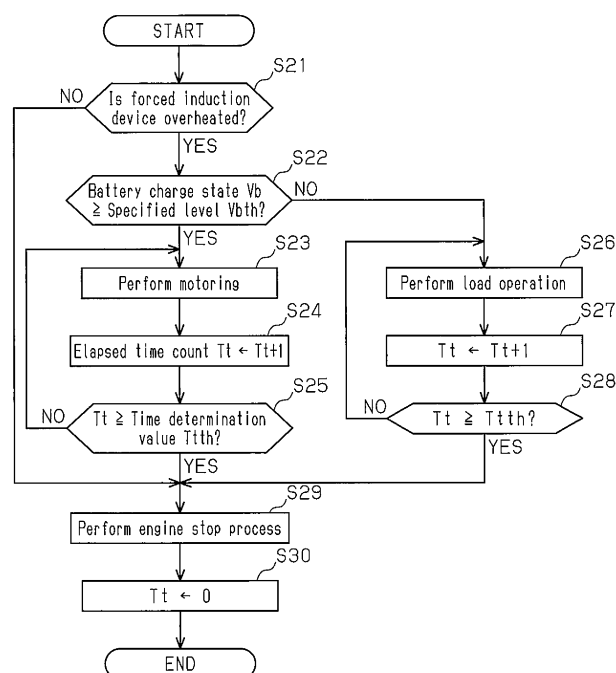 START
S21
NO
Is forced induction
device overheated?
YES
S22
Battery charge state Vb
≧ Specified level Vbth?
NO
YES
S23
Perform motoring
S24
Elapsed time count Tt ← Tt+1
S25
NO
Tt ≧ Time determination
value Ttth?
YES
S26
Perform load operation
S27
Tt ← Tt+1
S28
NO
Tt ≧ Ttth?
YES
S29
Perform engine stop process
S30
Tt ← 0
END